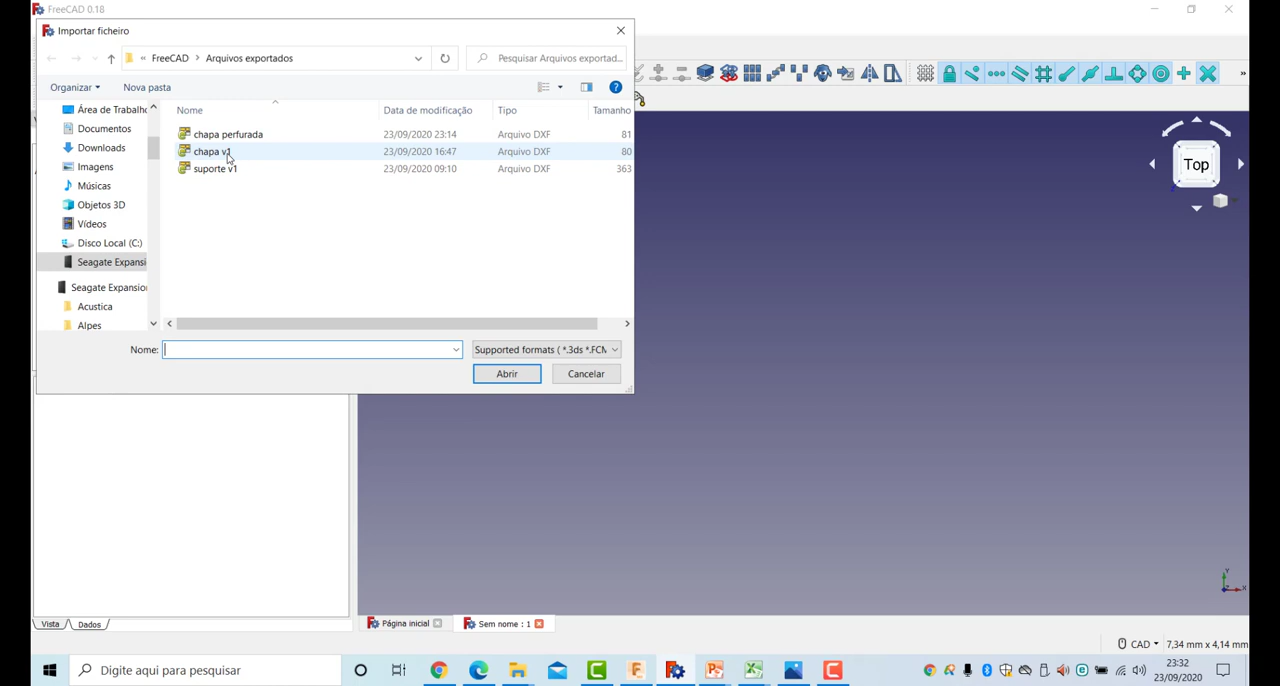 FreeCAD 0.18
Importar ficheiro
« FreeCAD > Arquivos exportados
Pesquisar Arquivos exportad...
Organizar
Nova pasta
Área de Trabalho
Documentos
Downloads
Imagens
Músicas
Objetos 3D
Vídeos
Disco Local (C:)
Seagate Expansi
Seagate Expansion
Acustica
Alpes
Nome
Data de modificação
Tipo
Tamanho
chapa perfurada
23/09/2020 23:14
Arquivo DXF
81
chapa v1
23/09/2020 16:47
Arquivo DXF
80
suporte v1
23/09/2020 09:10
Arquivo DXF
363
Nome:
Supported formats ( *.3ds *.FCM
Abrir
Cancelar
Top
Y
X
Vista
Dados
Página inicial
Sem nome : 1
CAD
7,34 mm x 4,14 mm
Digite aqui para pesquisar
23:32
23/09/2020